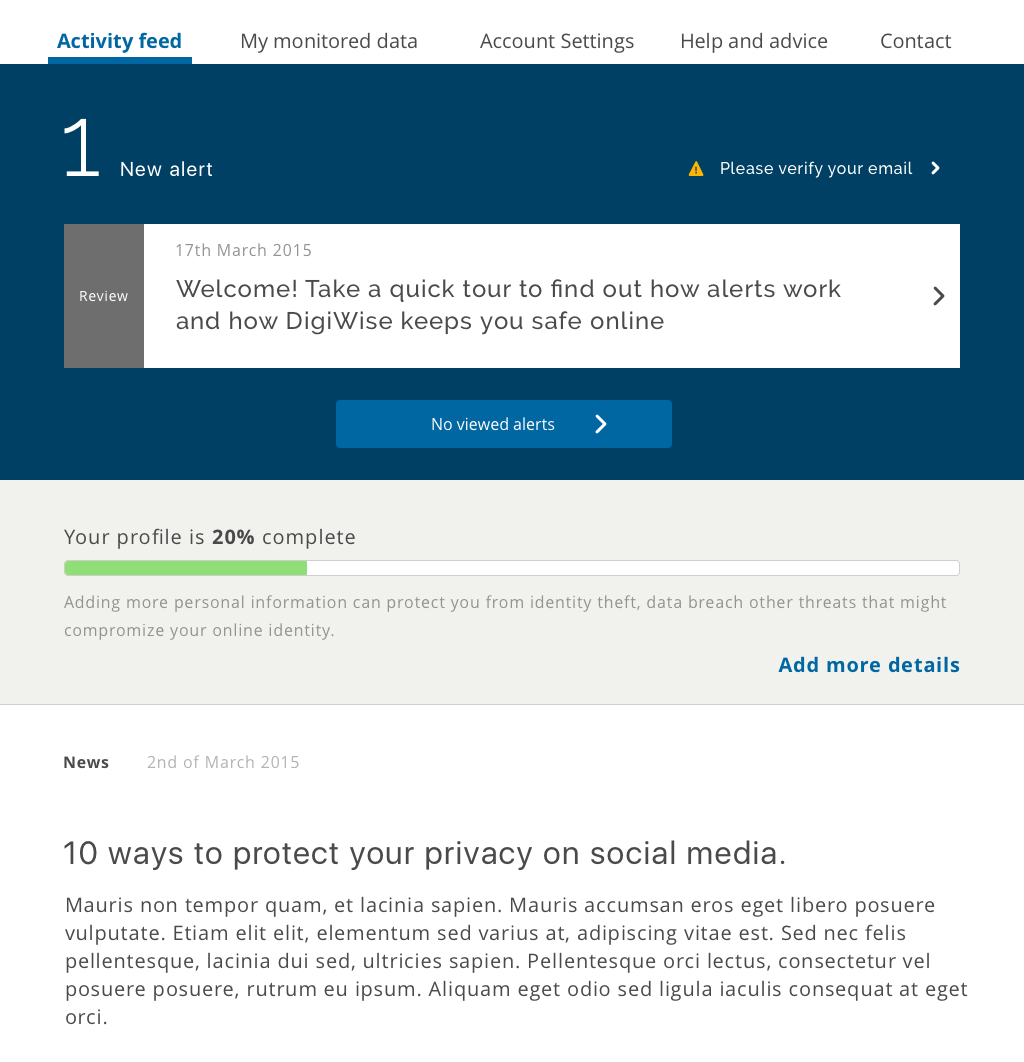 Activity feed My monitored data Account Settings Help and advice Contact
1 New alert
Please verify your email
Review
17th March 2015
Welcome! Take a quick tour to find out how alerts work
and how DigiWise keeps you safe online
No viewed alerts
Your profile is 20% complete
Adding more personal information can protect you from identity theft, data breach other threats that might
compromize your online identity.
Add more details
News 2nd of March 2015
10 ways to protect your privacy on social media.
Mauris non tempor quam, et lacinia sapien. Mauris accumsan eros eget libero posuere
vulputate. Etiam elit elit, elementum sed varius at, adipiscing vitae est. Sed nec felis
pellentesque, lacinia dui sed, ultricies sapien. Pellentesque orci lectus, consectetur vel
posuere posuere, rutrum eu ipsum. Aliquam eget odio sed ligula iaculis consequat at eget
orci.